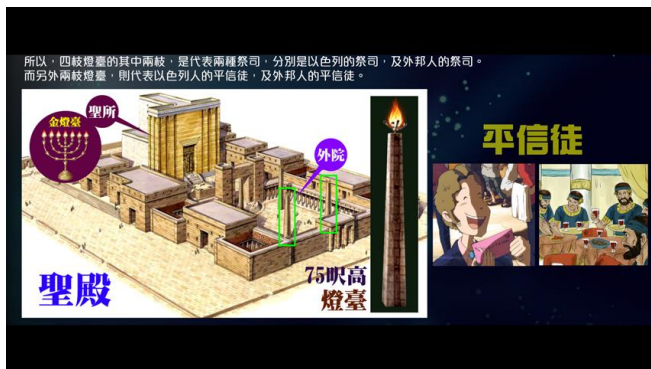 所以，四枝燈臺的其中兩枝，是代表兩種祭司，分別是以色列的祭司，及外邦人的祭司。
而另外兩枝燈臺，則代表以色列人的平信徒，及外邦人的平信徒。
聖所
金燈臺
外院
平信徒
聖殿
75呎高
燈臺